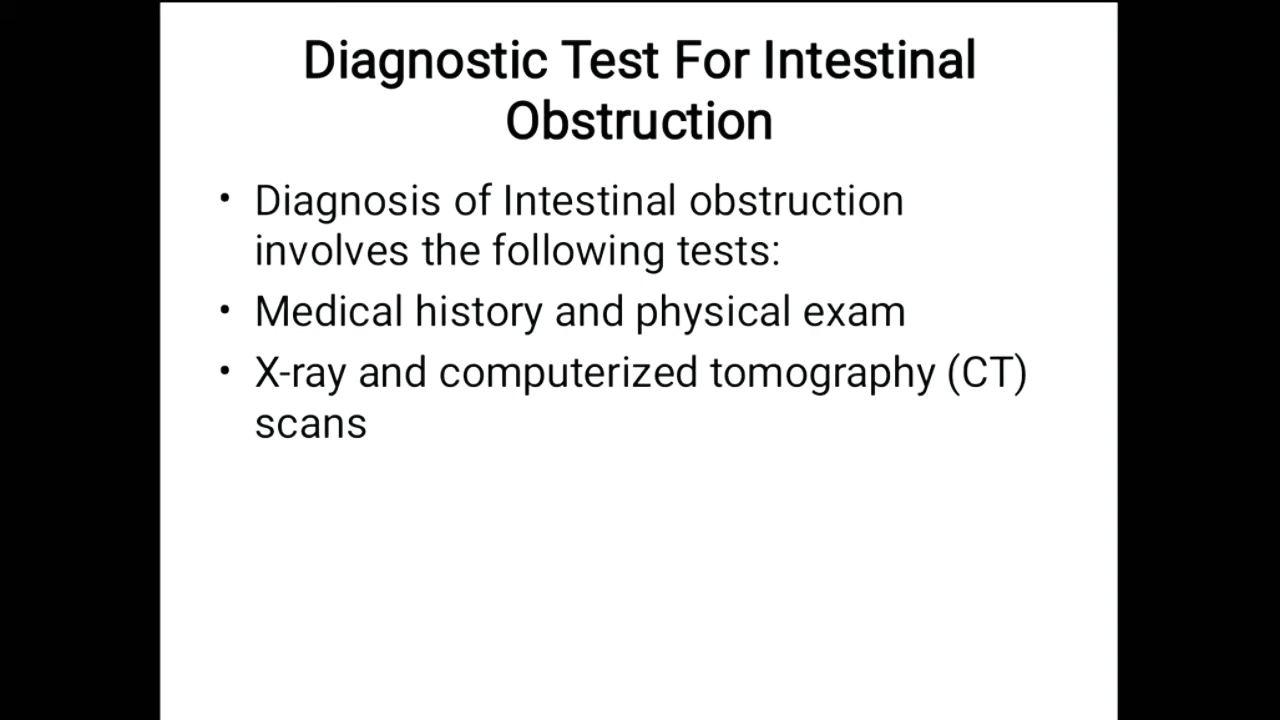 Diagnostic Test For Intestinal
Obstruction
• Diagnosis of Intestinal obstruction
involves the following tests:
• Medical history and physical exam
• X-ray and computerized tomography (CT)
scans